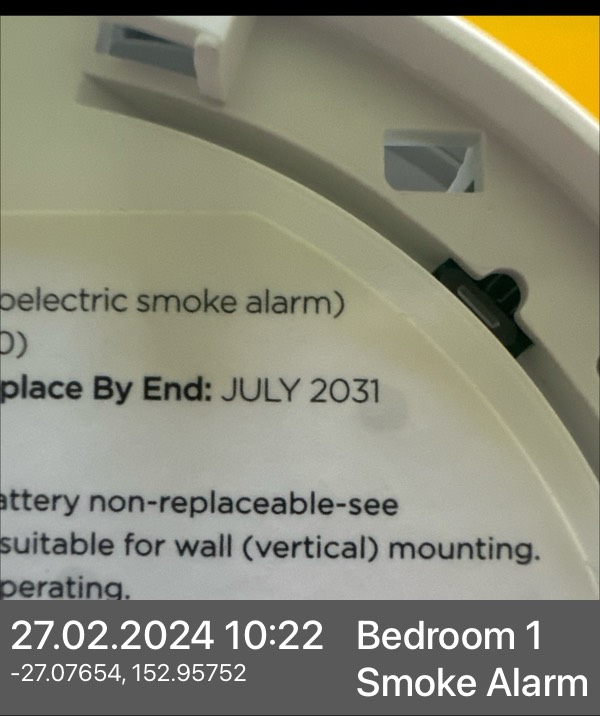 oelectric smoke alarm)
0)
place By End: JULY 2031
attery non-replaceable-see
suitable for wall (vertical) mounting.
perating.
27.02.2024 10:22
-27.07654, 152.95752
Bedroom 1
Smoke Alarm